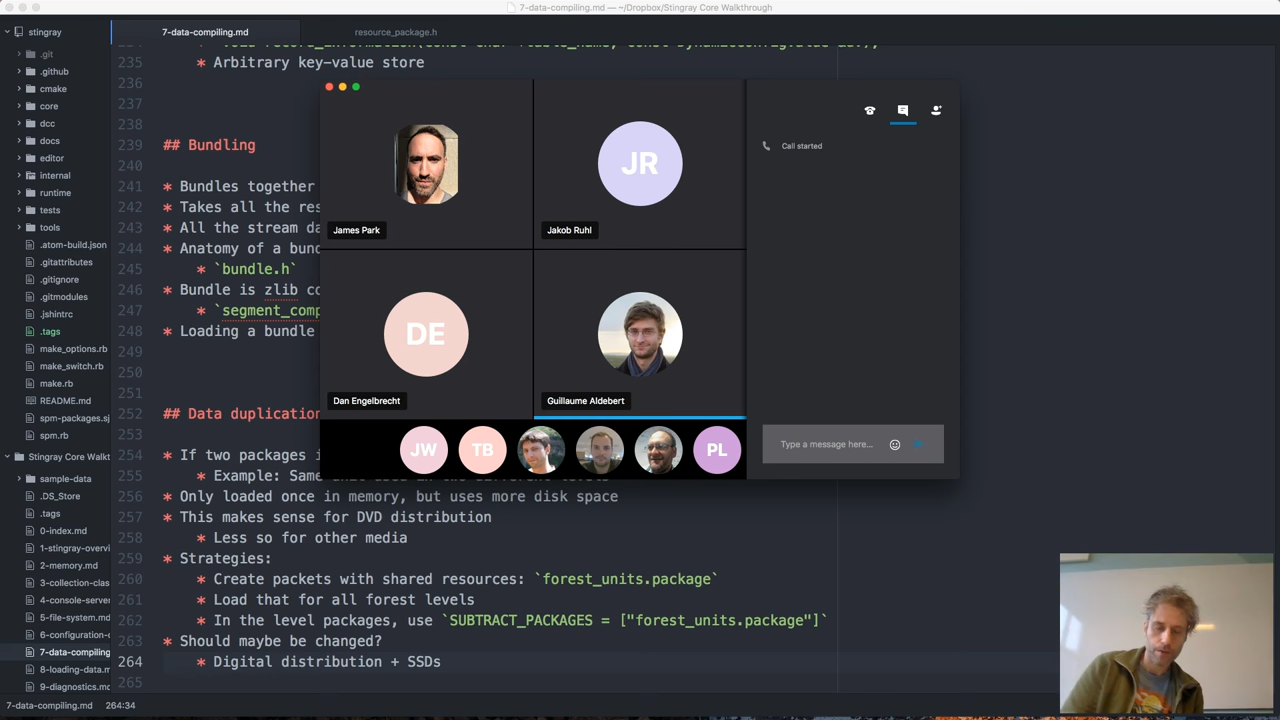 7-data-compiling.md — ~/Dropbox/Stingray Core Walkthrough
stingray
.git
.github
cmake
core
dcc
docs
editor
internal
runtime
tests
tools
.atom-build.json
.gitattributes
.gitignore
.gitmodules
.jshintrc
.tags
make_options.rb
make_switch.rb
make.rb
README.md
spm-packages.sj
spm.rb
Stingray Core Walkt
sample-data
.DS_Store
.tags
0-index.md
1-stingray-overvi
2-memory.md
3-collection-clas
4-console-server
5-file-system.md
6-configuration-c
7-data-compiling
8-loading-data.m
9-diagnostics.md
7-data-compiling.md
resource_package.h
235 * Arbitrary key-value store
236
237
238
239 ## Bundling
240
241 * Bundles together
242 * Takes all the res
243 * All the stream da
244 * Anatomy of a bund
245 * `bundle.h`
246 * Bundle is zlib co
247 * `segment_comp
248 * Loading a bundle
249
250
251
252 ## Data duplication
253
254 * If two packages i
255 * Example: Same unit used in two different levels
256 * Only loaded once in memory, but uses more disk space
257 * This makes sense for DVD distribution
258 * Less so for other media
259 * Strategies:
260 * Create packets with shared resources: `forest_units.package`
261 * Load that for all forest levels
262 * In the level packages, use `SUBTRACT_PACKAGES = ["forest_units.package"]`
263 * Should maybe be changed?
264 * Digital distribution + SSDs
265
James Park
JR
Jakob Ruhl
DE
Dan Engelbrecht
Guillaume Aldebert
JW
TB
PL
Call started
Type a message here...
7-data-compiling.md 264:34